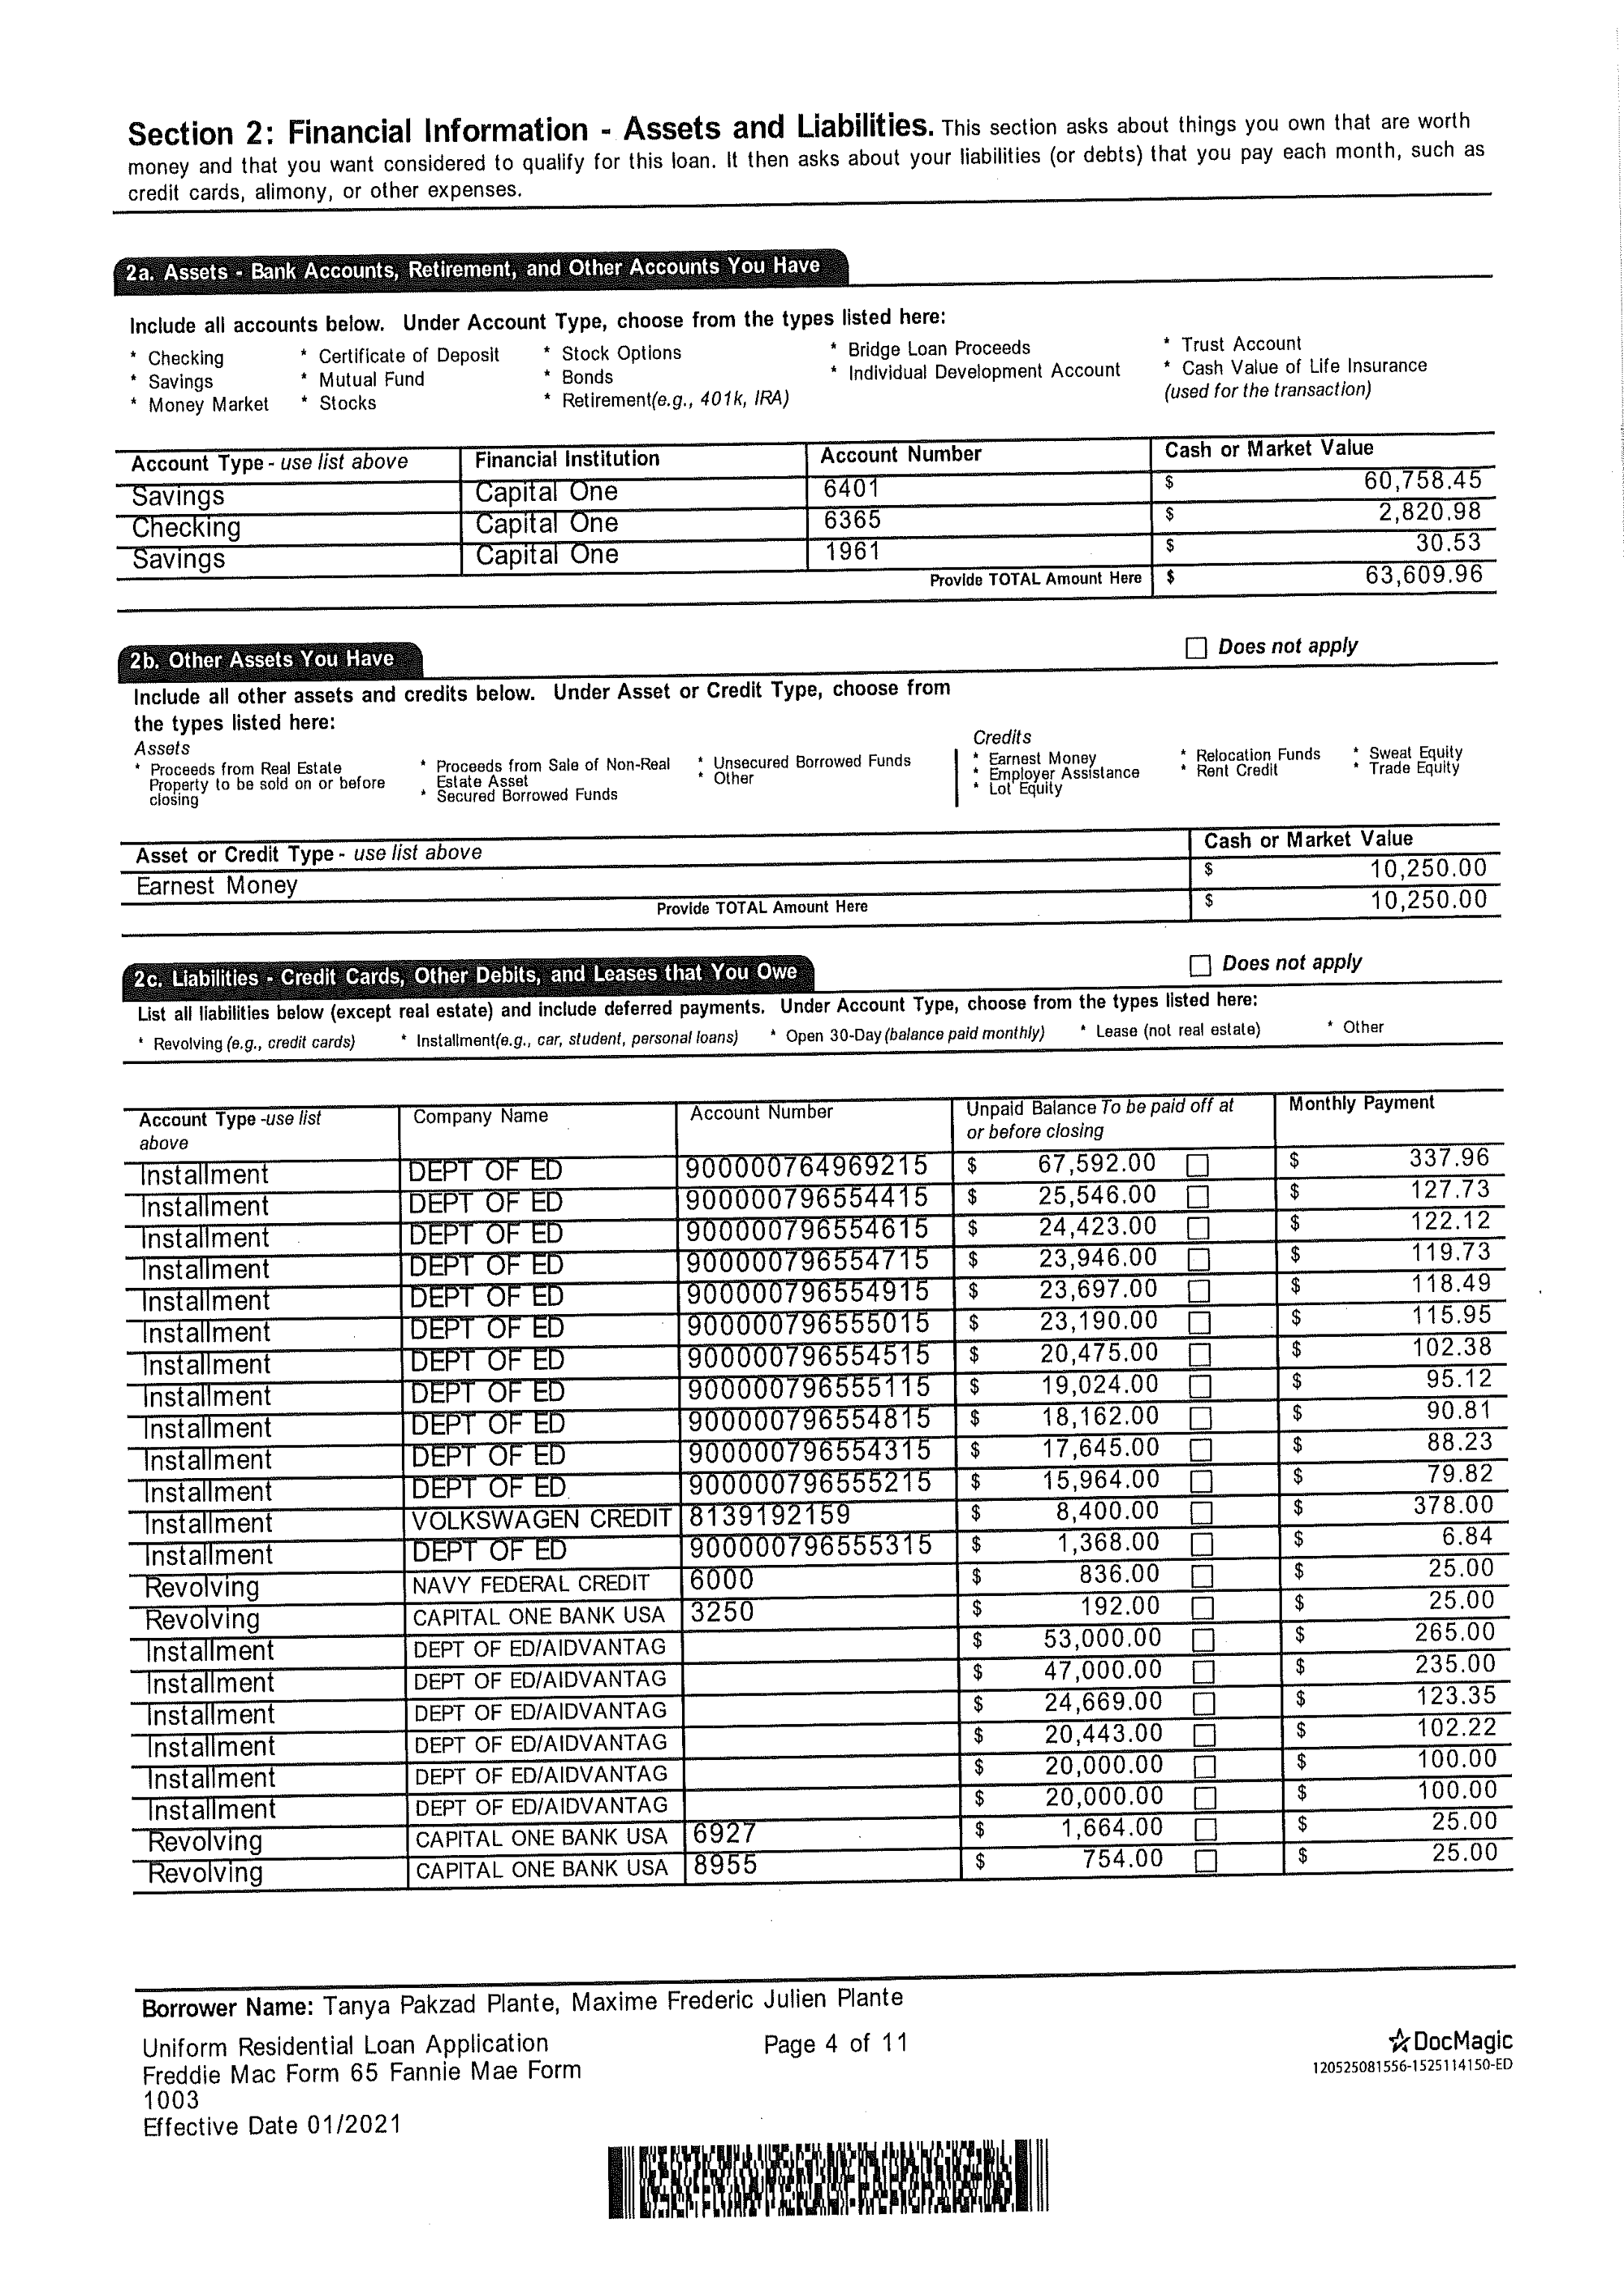 Section 2: Financial Information - Assets and Liabilities. This section asks about things you own that are worth
money and that you want considered to qualify for this loan. It then asks about your liabilities (or debts) that you pay each month, such as
credit cards, alimony, or other expenses.
2a. Assets - Bank Accounts, Retirement, and Other Accounts You Have
Include all accounts below. Under Account Type, choose from the types listed here:
* Checking * Certificate of Deposit * Stock Options * Bridge Loan Proceeds * Trust Account
* Savings * Mutual Fund * Bonds * Individual Development Account * Cash Value of Life Insurance
* Money Market * Stocks * Retirement(e.g., 401k, IRA) (used for the transaction)
Account Type - use list above Financial Institution Account Number Cash or Market Value
Savings Capital One 6401 $ 60,758.45
Checking Capital One 6365 $ 2,820.98
Savings Capital One 1961 $ 30.53
Provide TOTAL Amount Here $ 63,609.96
2b. Other Assets You Have ☐ Does not apply
Include all other assets and credits below. Under Asset or Credit Type, choose from
the types listed here:
Assets
* Proceeds from Real Estate
Property to be sold on or before
closing
* Proceeds from Sale of Non-Real
Estate Asset
* Secured Borrowed Funds
* Unsecured Borrowed Funds
* Other
Credits
* Earnest Money * Relocation Funds * Sweat Equity
* Employer Assistance * Rent Credit * Trade Equity
* Lot Equity
Asset or Credit Type - use list above Cash or Market Value
Earnest Money $ 10,250.00
Provide TOTAL Amount Here $ 10,250.00
2c. Liabilities - Credit Cards, Other Debits, and Leases that You Owe ☐ Does not apply
List all liabilities below (except real estate) and include deferred payments. Under Account Type, choose from the types listed here:
* Revolving (e.g., credit cards) * Installment(e.g., car, student, personal loans) * Open 30-Day (balance paid monthly) * Lease (not real estate) * Other
Account Type -use list above Company Name Account Number Unpaid Balance To be paid off at or before closing Monthly Payment
Installment DEPT OF ED 900000764969215 $ 67,592.00 ☐ $ 337.96
Installment DEPT OF ED 900000796554415 $ 25,546.00 ☐ $ 127.73
Installment DEPT OF ED 900000796554615 $ 24,423.00 ☐ $ 122.12
Installment DEPT OF ED 900000796554715 $ 23,946.00 ☐ $ 119.73
Installment DEPT OF ED 900000796554915 $ 23,697.00 ☐ $ 118.49
Installment DEPT OF ED 900000796555015 $ 23,190.00 ☐ $ 115.95
Installment DEPT OF ED 900000796554515 $ 20,475.00 ☐ $ 102.38
Installment DEPT OF ED 900000796555115 $ 19,024.00 ☐ $ 95.12
Installment DEPT OF ED 900000796554815 $ 18,162.00 ☐ $ 90.81
Installment DEPT OF ED 900000796554315 $ 17,645.00 ☐ $ 88.23
Installment DEPT OF ED 900000796555215 $ 15,964.00 ☐ $ 79.82
Installment VOLKSWAGEN CREDIT 8139192159 $ 8,400.00 ☐ $ 378.00
Installment DEPT OF ED 900000796555315 $ 1,368.00 ☐ $ 6.84
Revolving NAVY FEDERAL CREDIT 6000 $ 836.00 ☐ $ 25.00
Revolving CAPITAL ONE BANK USA 3250 $ 192.00 ☐ $ 25.00
Installment DEPT OF ED/AIDVANTAG $ 53,000.00 ☐ $ 265.00
Installment DEPT OF ED/AIDVANTAG $ 47,000.00 ☐ $ 235.00
Installment DEPT OF ED/AIDVANTAG $ 24,669.00 ☐ $ 123.35
Installment DEPT OF ED/AIDVANTAG $ 20,443.00 ☐ $ 102.22
Installment DEPT OF ED/AIDVANTAG $ 20,000.00 ☐ $ 100.00
Installment DEPT OF ED/AIDVANTAG $ 20,000.00 ☐ $ 100.00
Revolving CAPITAL ONE BANK USA 6927 $ 1,664.00 ☐ $ 25.00
Revolving CAPITAL ONE BANK USA 8955 $ 754.00 ☐ $ 25.00
Borrower Name: Tanya Pakzad Plante, Maxime Frederic Julien Plante
Uniform Residential Loan Application Page 4 of 11 DocMagic
Freddie Mac Form 65 Fannie Mae Form 120525081556-1525114150-ED
1003
Effective Date 01/2021